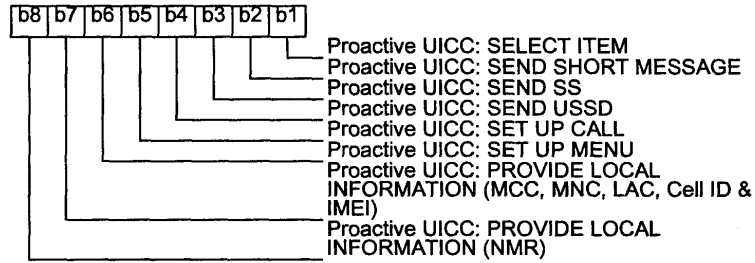 b8 b7 b6 b5 b4 b3 b2 b1
Proactive UICC: SELECT ITEM
Proactive UICC: SEND SHORT MESSAGE
Proactive UICC: SEND SS
Proactive UICC: SEND USSD
Proactive UICC: SET UP CALL
Proactive UICC: SET UP MENU
Proactive UICC: PROVIDE LOCAL
INFORMATION (MCC, MNC, LAC, Cell ID &
IMEI)
Proactive UICC: PROVIDE LOCAL
INFORMATION (NMR)